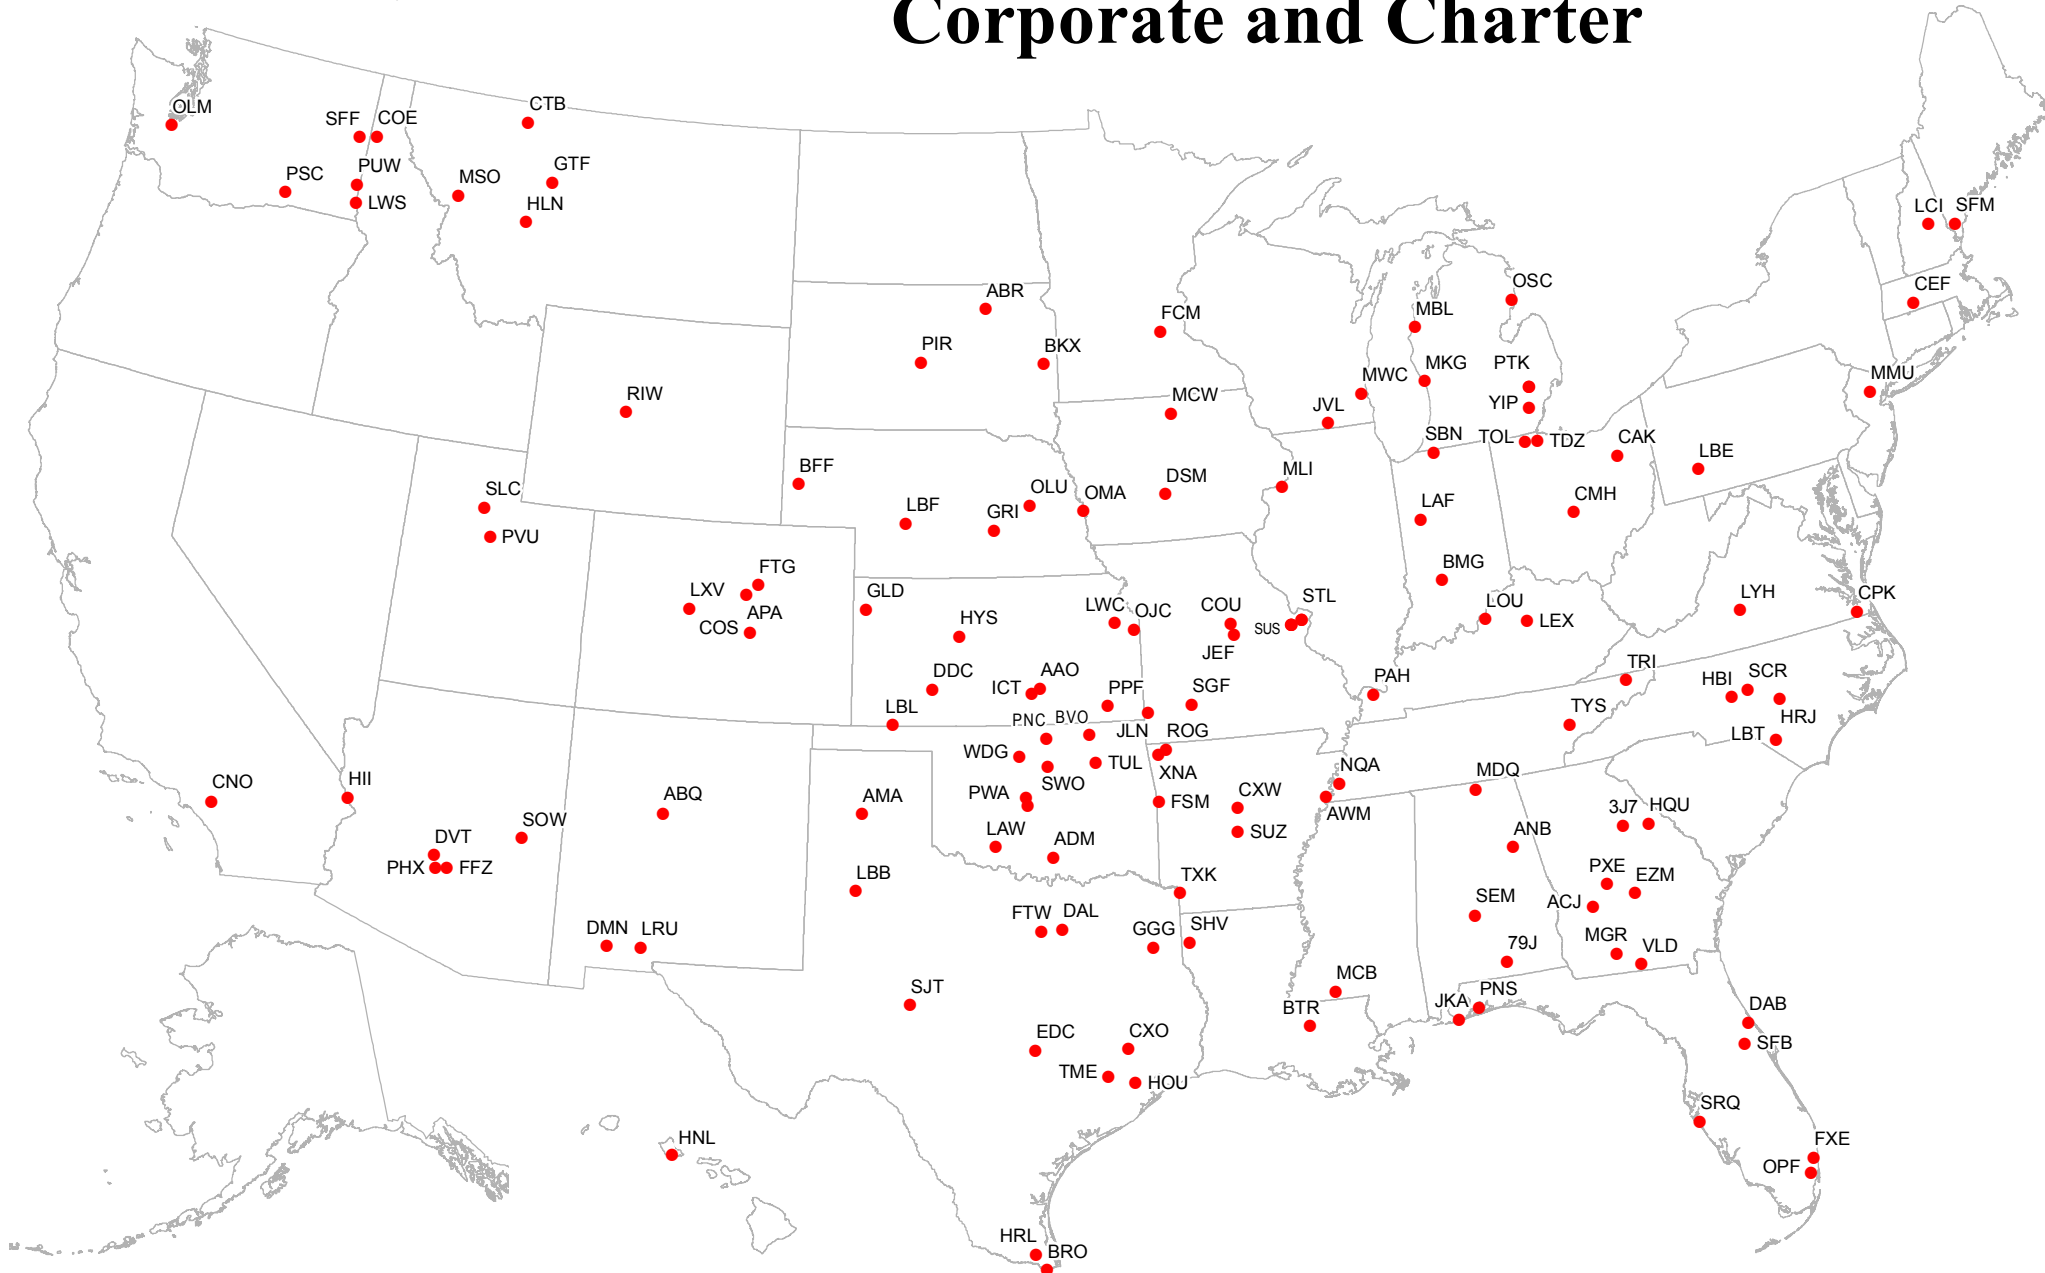 Corporate and Charter
OLM
SFF
COE
CTB
PSC
PUW
LWS
MSO
GTF
HLN
LCI
SFM
CEF
OSC
ABR
FCM
MBL
PIR
BKX
MWC
MKG
PTK
MMU
RIW
MCW
JVL
YIP
SBN
TOL
TDZ
CAK
LBE
BFF
SLC
LBF
OLU
OMA
DSM
MLI
GRI
LAF
CMH
PVU
FTG
LXV
APA
COS
GLD
HYS
LWC
OJC
COU
SUS
STL
JEF
BMG
LOU
LEX
LYH
CPK
DDC
ICT
AAO
PPF
SGF
PAH
TRI
HBI
SCR
HRJ
LBT
TYS
LBL
PNC
BVO
JLN
ROG
WDG
TUL
XNA
SWO
CNO
HII
ABQ
AMA
PWA
FSM
CXW
NQA
AWM
MDQ
SOW
DVT
PHX
FFZ
LAW
ADM
SUZ
ANB
3J7
HQU
LBB
TXK
PXE
EZM
SEM
ACJ
DMN
LRU
FTW
DAL
GGG
SHV
79J
MGR
VLD
SJT
MCB
BTR
JKA
PNS
DAB
SFB
EDC
CXO
TME
HOU
SRQ
HNL
FXE
OPF
HRL
BRO